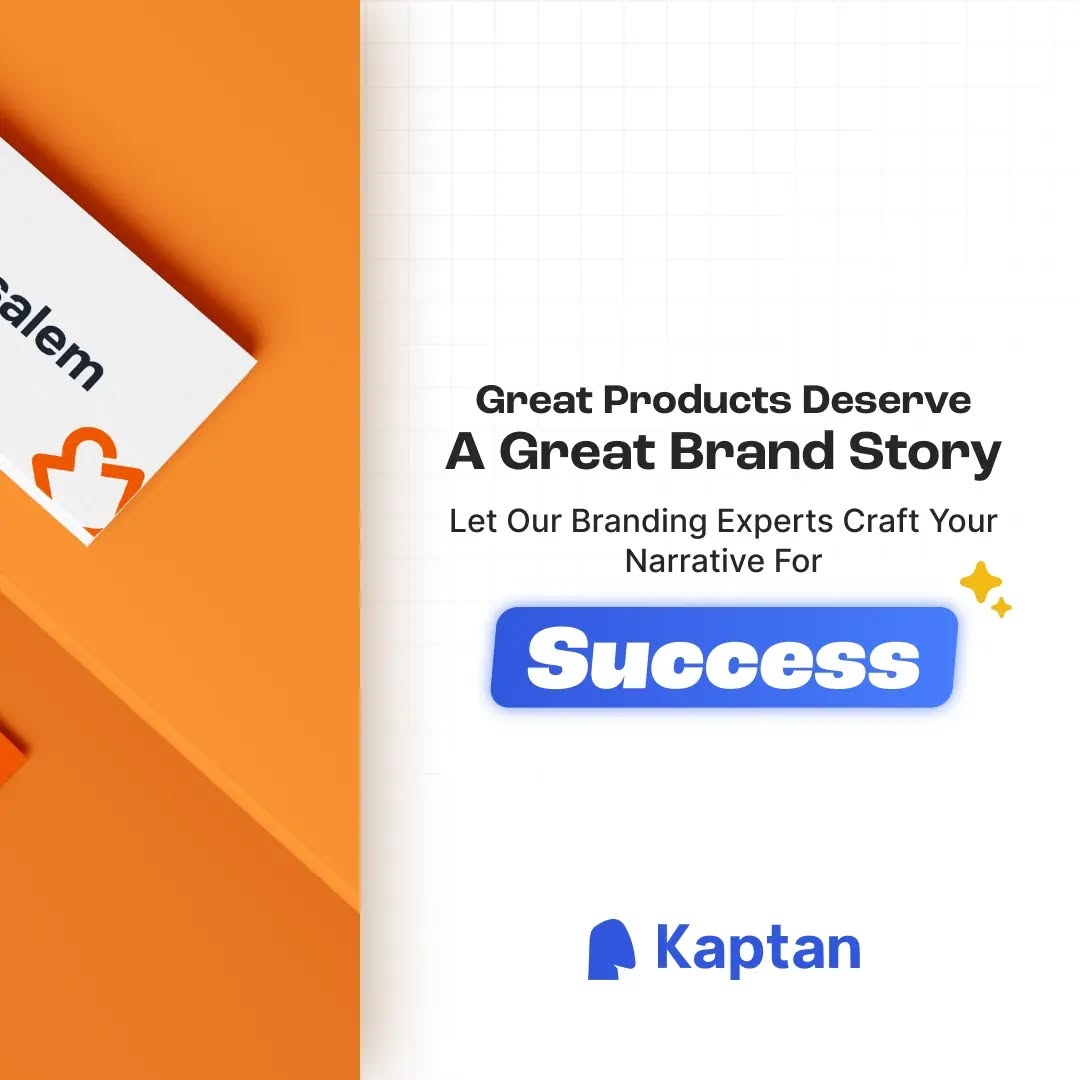 salem
Great Products Deserve
A Great Brand Story
Let Our Branding Experts Craft Your
Narrative For
Success
Kaptan